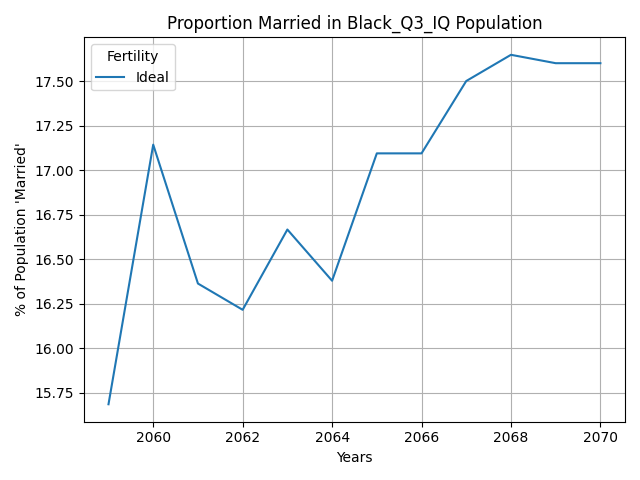 Proportion Married in Black_Q3_IQ Population
Fertility
Ideal
% of Population 'Married'
17.50
17.25
17.00
16.75
16.50
16.25
16.00
15.75
2060
2062
2064
2066
2068
2070
Years